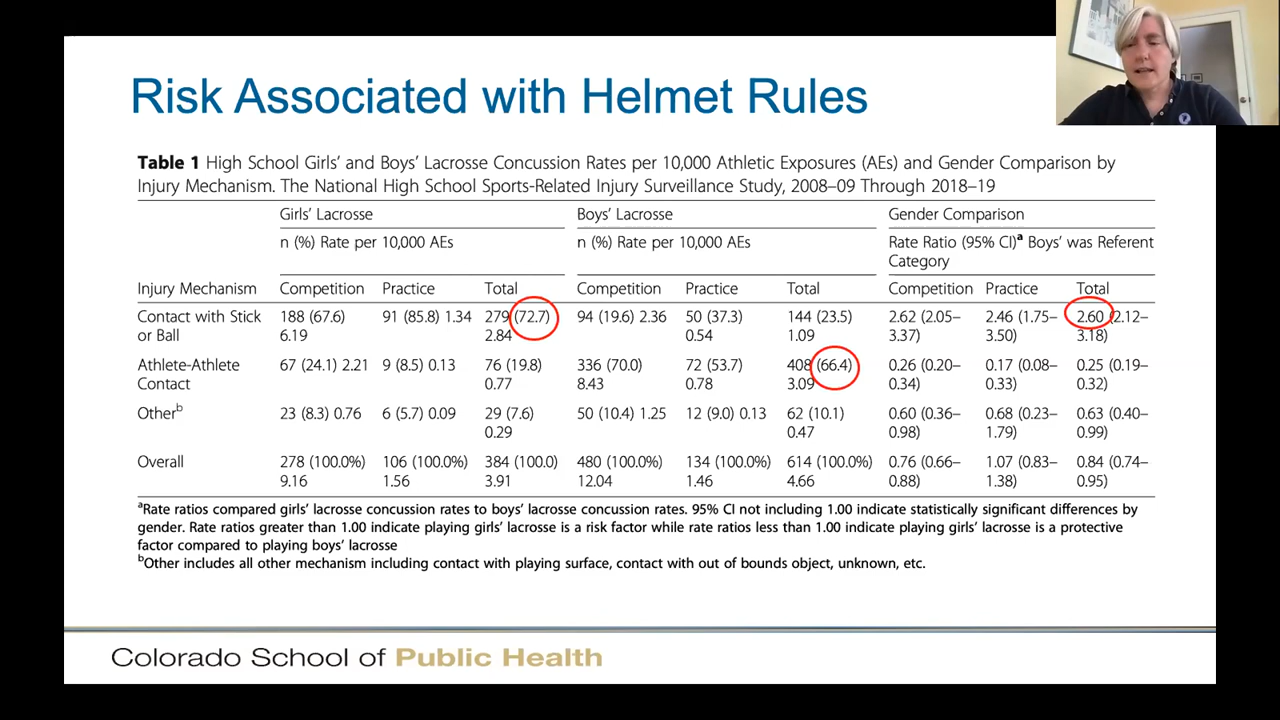 Risk Associated with Helmet Rules
Table 1 High School Girls' and Boys' Lacrosse Concussion Rates per 10,000 Athletic Exposures (AEs) and Gender Comparison by
Injury Mechanism. The National High School Sports-Related Injury Surveillance Study, 2008–09 Through 2018–19
Girls' Lacrosse Boys' Lacrosse Gender Comparison
n (%) Rate per 10,000 AEs n (%) Rate per 10,000 AEs Rate Ratio (95% CI)a Boys' was Referent
Category
Injury Mechanism Competition Practice Total Competition Practice Total Competition Practice Total
Contact with Stick 188 (67.6) 91 (85.8) 1.34 279 (72.7) 94 (19.6) 2.36 50 (37.3) 144 (23.5) 2.62 (2.05– 2.46 (1.75– 2.60 (2.12–
or Ball 6.19 2.84 0.54 1.09 3.37) 3.50) 3.18)
Athlete-Athlete 67 (24.1) 2.21 9 (8.5) 0.13 76 (19.8) 336 (70.0) 72 (53.7) 408 (66.4) 0.26 (0.20– 0.17 (0.08– 0.25 (0.19–
Contact 0.77 8.43 0.78 3.09 0.34) 0.33) 0.32)
Otherb 23 (8.3) 0.76 6 (5.7) 0.09 29 (7.6) 50 (10.4) 1.25 12 (9.0) 0.13 62 (10.1) 0.60 (0.36– 0.68 (0.23– 0.63 (0.40–
0.29 0.47 0.98) 1.79) 0.99)
Overall 278 (100.0%) 106 (100.0%) 384 (100.0) 480 (100.0%) 134 (100.0%) 614 (100.0%) 0.76 (0.66– 1.07 (0.83– 0.84 (0.74–
9.16 1.56 3.91 12.04 1.46 4.66 0.88) 1.38) 0.95)
aRate ratios compared girls' lacrosse concussion rates to boys' lacrosse concussion rates. 95% CI not including 1.00 indicate statistically significant differences by
gender. Rate ratios greater than 1.00 indicate playing girls' lacrosse is a risk factor while rate ratios less than 1.00 indicate playing girls' lacrosse is a protective
factor compared to playing boys' lacrosse
bOther includes all other mechanism including contact with playing surface, contact with out of bounds object, unknown, etc.
Colorado School of Public Health